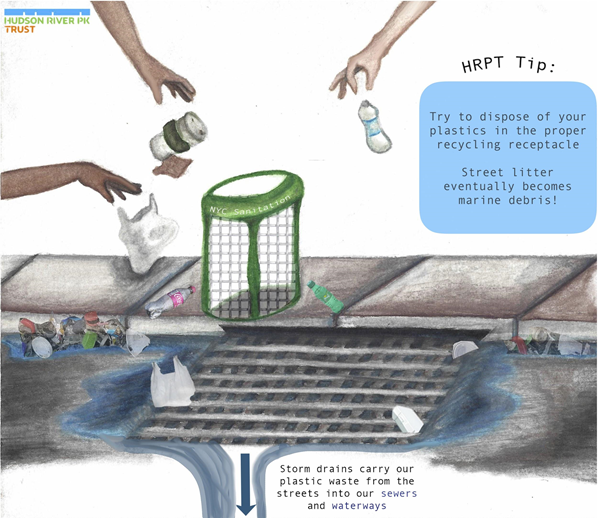 HUDSON RIVER PK
TRUST
HRPT Tip:
Try to dispose of your
plastics in the proper
recycling receptacle
Street litter
eventually becomes
marine debris!
NYC Sanitation
Storm drains carry our
plastic waste from the
streets into our sewers
and waterways